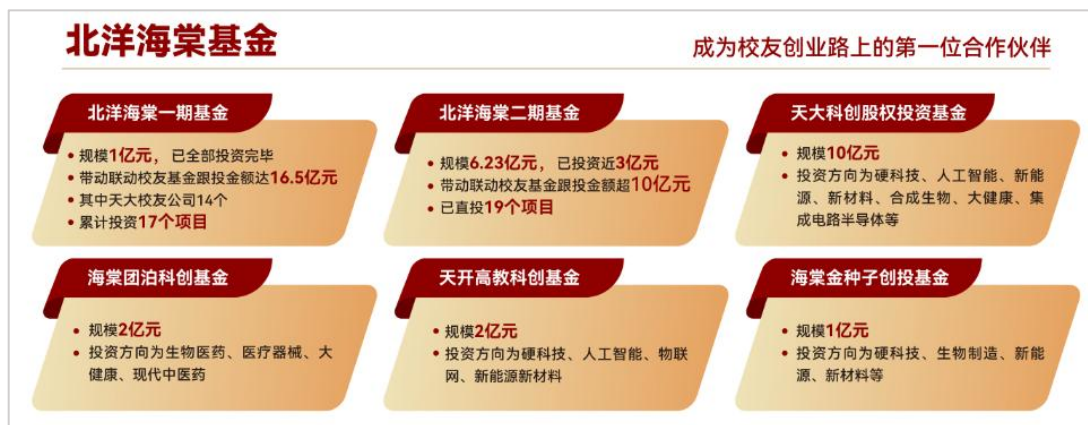 北洋海棠基金
成为校友创业路上的第一位合作伙伴
北洋海棠一期基金
• 规模1亿元，已全部投资完毕
• 带动联动校友基金跟投金额达16.5亿元
• 其中天大校友公司14个
• 累计投资17个项目
北洋海棠二期基金
• 规模6.23亿元，已投资近3亿元
• 带动联动校友基金跟投金额超10亿元
• 已直投19个项目
天大科创股权投资基金
• 规模10亿元
• 投资方向为硬科技、人工智能、新能
源、新材料、合成生物、大健康、集
成电路半导体等
海棠团泊科创基金
• 规模2亿元
• 投资方向为生物医药、医疗器械、大
健康、现代中医药
天开高教科创基金
• 规模2亿元
• 投资方向为硬科技、人工智能、物联
网、新能源新材料
海棠金种子创投基金
• 规模1亿元
• 投资方向为硬科技、生物制造、新能
源、新材料等